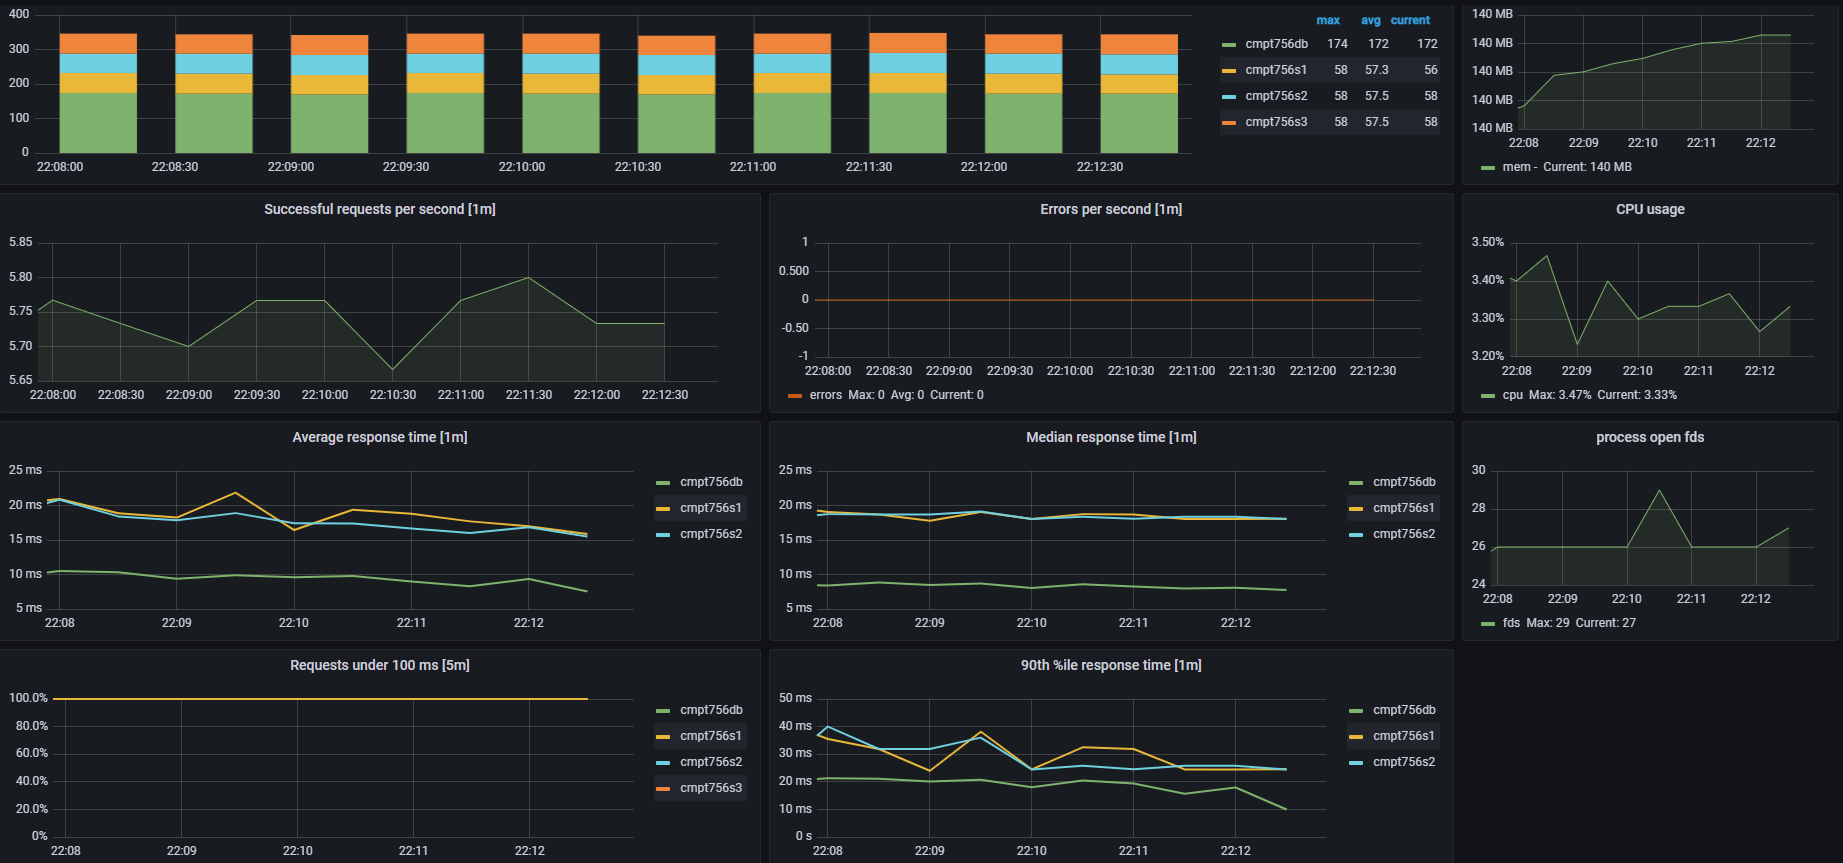 400
300
200
100
0
22:08:00 22:08:30 22:09:00 22:09:30 22:10:00 22:10:30 22:11:00 22:11:30 22:12:00 22:12:30
max avg current
cmpt756db 174 172 172
cmpt756s1 58 57.3 56
cmpt756s2 58 57.5 58
cmpt756s3 58 57.5 58
140 MB
140 MB
140 MB
140 MB
140 MB
22:08 22:09 22:10 22:11 22:12
mem - Current: 140 MB
Successful requests per second [1m]
5.85
5.80
5.75
5.70
5.65
22:08:00 22:08:30 22:09:00 22:09:30 22:10:00 22:10:30 22:11:00 22:11:30 22:12:00 22:12:30
Errors per second [1m]
1
0.500
0
-0.50
-1
22:08:00 22:08:30 22:09:00 22:09:30 22:10:00 22:10:30 22:11:00 22:11:30 22:12:00 22:12:30
errors Max: 0 Avg: 0 Current: 0
CPU usage
3.50%
3.40%
3.30%
3.20%
22:08 22:09 22:10 22:11 22:12
cpu Max: 3.47% Current: 3.33%
Average response time [1m]
25 ms
20 ms
15 ms
10 ms
5 ms
22:08 22:09 22:10 22:11 22:12
cmpt756db
cmpt756s1
cmpt756s2
Median response time [1m]
25 ms
20 ms
15 ms
10 ms
5 ms
22:08 22:09 22:10 22:11 22:12
cmpt756db
cmpt756s1
cmpt756s2
process open fds
30
28
26
24
22:08 22:09 22:10 22:11 22:12
fds Max: 29 Current: 27
Requests under 100 ms [5m]
100.0%
80.0%
60.0%
40.0%
20.0%
0%
22:08 22:09 22:10 22:11 22:12
cmpt756db
cmpt756s1
cmpt756s2
cmpt756s3
90th %ile response time [1m]
50 ms
40 ms
30 ms
20 ms
10 ms
0 s
22:08 22:09 22:10 22:11 22:12
cmpt756db
cmpt756s1
cmpt756s2